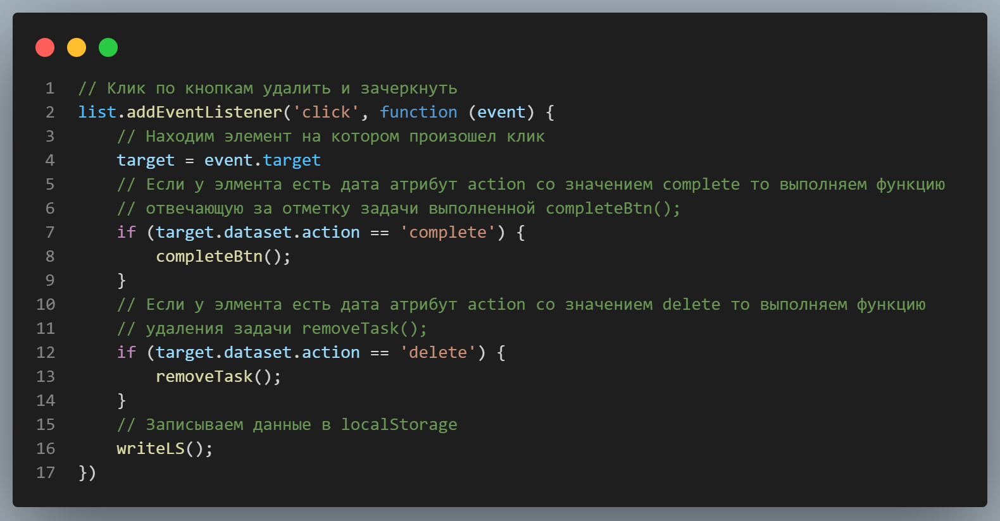 1 // Клик по кнопкам удалить и зачеркнуть
2 list.addEventListener('click', function (event) {
3 // Находим элемент на котором произошел клик
4 target = event.target
5 // Если у элмента есть дата атрибут action со значением complete то выполняем функцию
6 // отвечающую за отметку задачи выполненной completeBtn();
7 if (target.dataset.action == 'complete') {
8 completeBtn();
9 }
10 // Если у элмента есть дата атрибут action со значением delete то выполняем функцию
11 // удаления задачи removeTask();
12 if (target.dataset.action == 'delete') {
13 removeTask();
14 }
15 // Записываем данные в localStorage
16 writeLS();
17 })